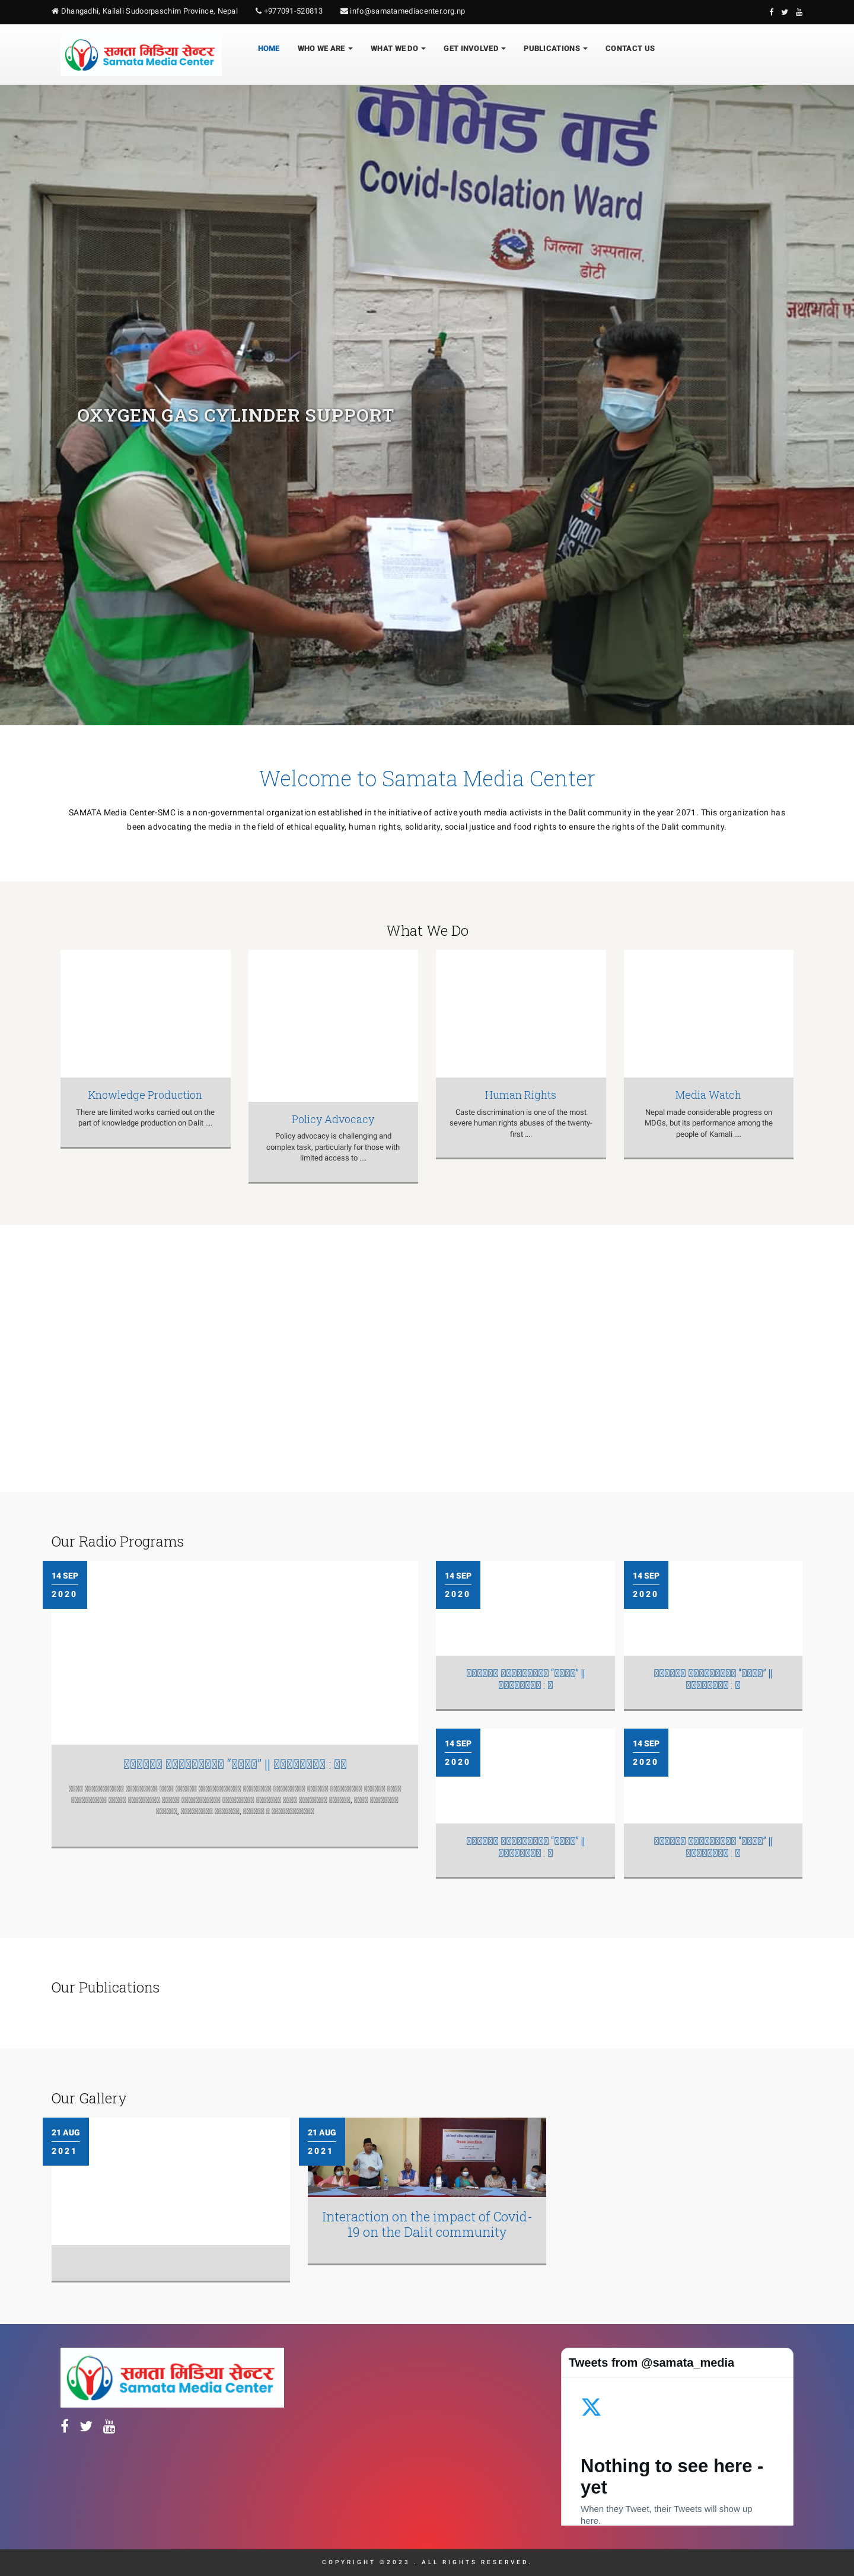 Dhangadhi, Kailali Sudoorpaschim Province, Nepal +977091-520813 info@samatamediacenter.org.np
समता मिडिया सेन्टर
Samata Media Center
HOME WHO WE ARE WHAT WE DO GET INVOLVED PUBLICATIONS CONTACT US
कोभिड वार्ड
Covid-Isolation Ward
जिल्ला अस्पताल,
डोटी
OXYGEN GAS CYLINDER SUPPORT
Welcome to Samata Media Center
SAMATA Media Center-SMC is a non-governmental organization established in the initiative of active youth media activists in the Dalit community in the year 2071. This organization has
been advocating the media in the field of ethical equality, human rights, solidarity, social justice and food rights to ensure the rights of the Dalit community.
What We Do
Knowledge Production
There are limited works carried out on the
part of knowledge production on Dalit ....
Policy Advocacy
Policy advocacy is challenging and
complex task, particularly for those with
limited access to ....
Human Rights
Caste discrimination is one of the most
severe human rights abuses of the twenty-
first ....
Media Watch
Nepal made considerable progress on
MDGs, but its performance among the
people of Karnali ....
Our Radio Programs
14 SEP
2020
14 SEP
2020
14 SEP
2020
14 SEP
2020
14 SEP
2020
Our Publications
Our Gallery
21 AUG
2021
21 AUG
2021
Interaction on the impact of Covid-
19 on the Dalit community
समता मिडिया सेन्टर
Samata Media Center
Tweets from @samata_media
Nothing to see here -
yet
When they Tweet, their Tweets will show up
here.
COPYRIGHT ©2023 . ALL RIGHTS RESERVED.